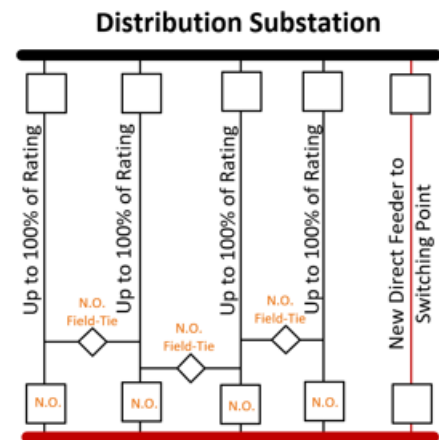 Distribution Substation
Up to 100% of Rating
Up to 100% of Rating
Up to 100% of Rating
Up to 100% of Rating
New Direct Feeder to
Switching Point
N.O.
Field-Tie
N.O.
Field-Tie
N.O.
Field-Tie
N.O.
N.O.
N.O.
N.O.